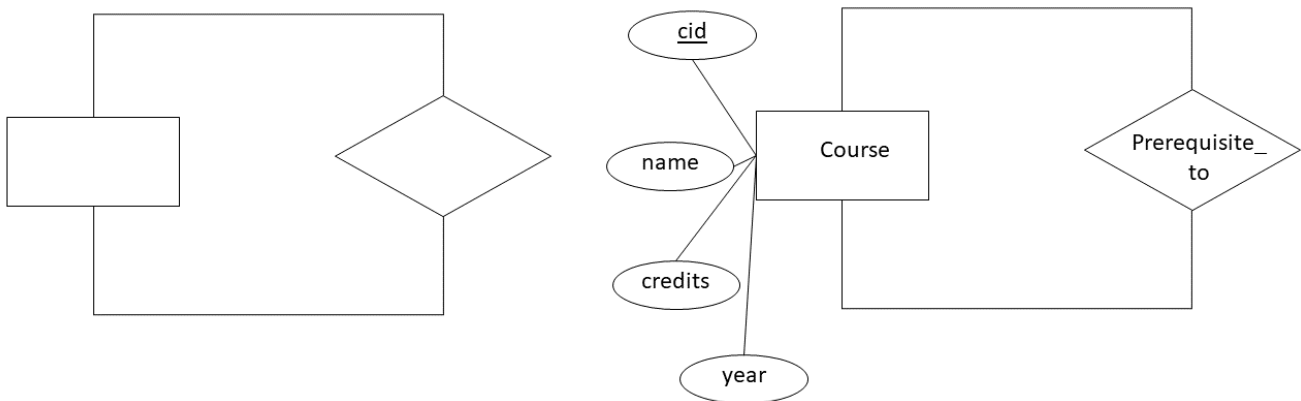 cid
name
Course
Prerequisite_
to
credits
year